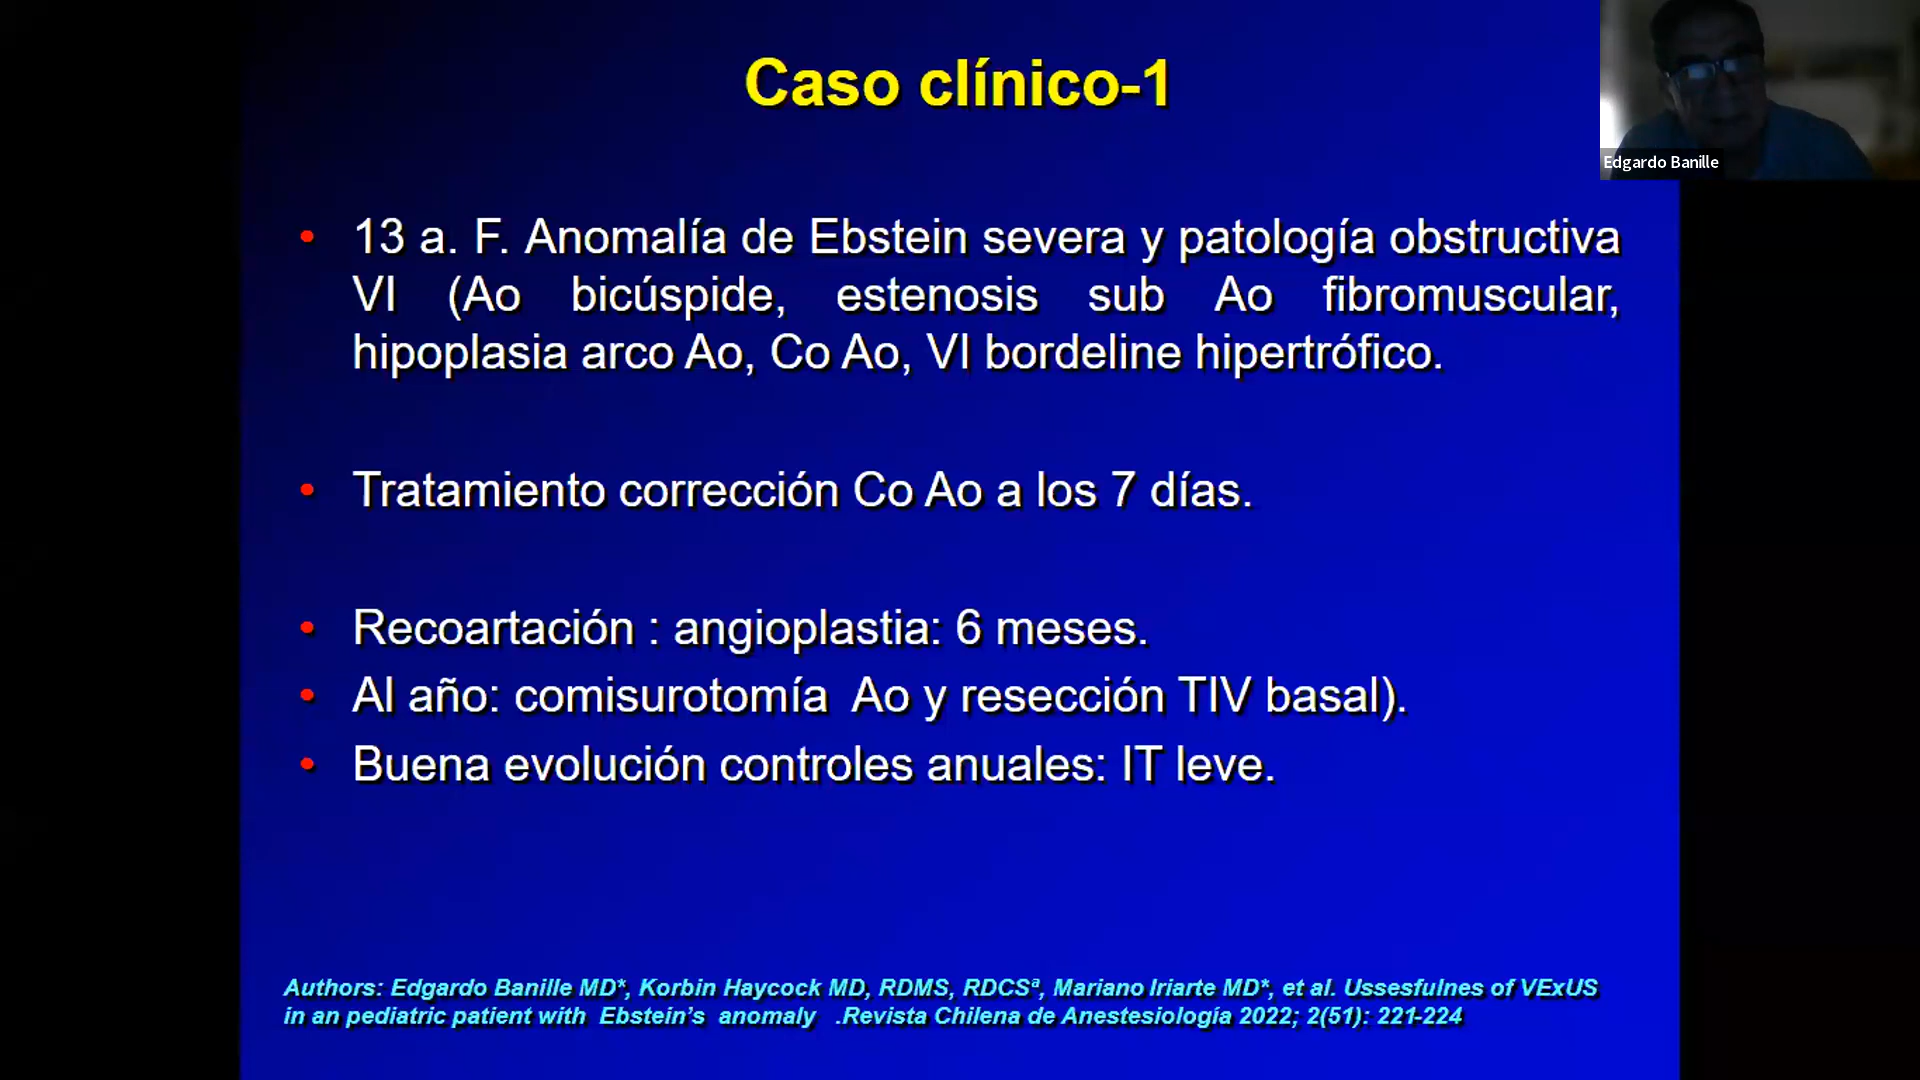 Caso clínico-1
Edgardo Banille
• 13 a. F. Anomalía de Ebstein severa y patología obstructiva
VI (Ao bicúspide, estenosis sub Ao fibromuscular,
hipoplasia arco Ao, Co Ao, VI bordeline hipertrófico.
• Tratamiento corrección Co Ao a los 7 días.
• Recoartación : angioplastia: 6 meses.
• Al año: comisurotomía Ao y resección TIV basal).
• Buena evolución controles anuales: IT leve.
Authors: Edgardo Banille MD*, Korbin Haycock MD, RDMS, RDCSª, Mariano Iriarte MD*, et al. Ussesfulnes of VExUS
in an pediatric patient with Ebstein’s anomaly .Revista Chilena de Anestesiología 2022; 2(51): 221-224